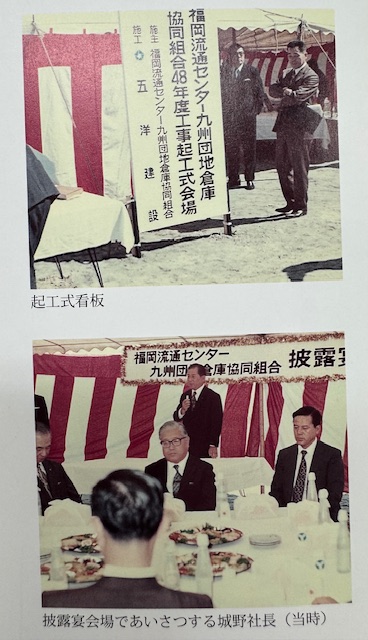 福岡流通センター九州団地倉庫
協同組合48年度工事起工式会場
施主 福岡流通センター九州団地倉庫協同組合
施工 五洋建設
起工式看板
福岡流通センター
九州団地倉庫協同組合 披露宴
披露宴会場であいさつする城野社長（当時）